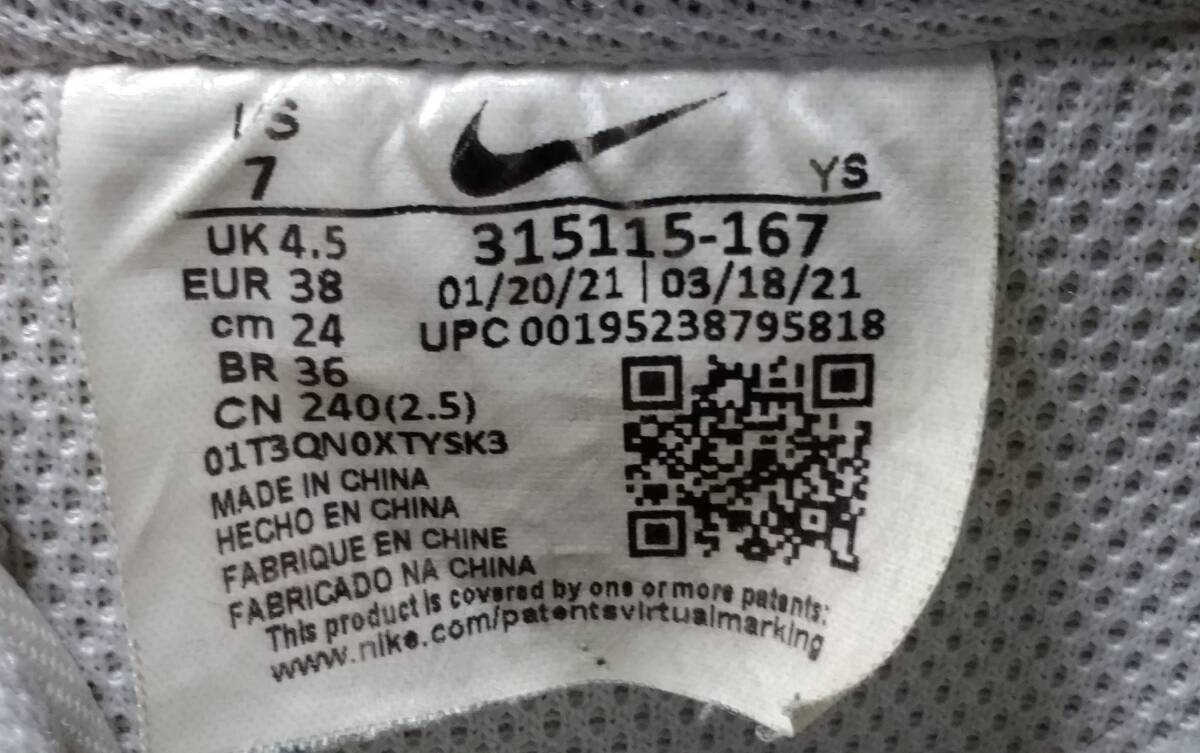 7
YS
UK 4.5
315115-167
EUR 38
01/20/21 | 03/18/21
cm 24
UPC 00195238795818
BR 36
CN 240(2.5)
01T3QN0XTYSK3
MADE IN CHINA
HECHO EN CHINA
FABRIQUE EN CHINE
FABRICADO NA CHINA
This product is covered by one or more patents:
www.nike.com/patentsvirtualmarking